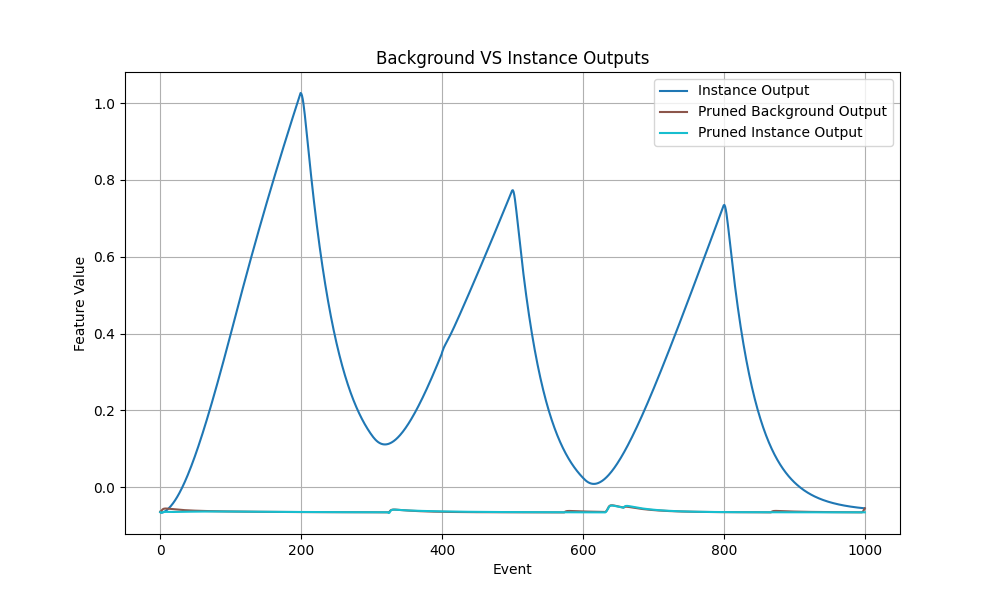 Background VS Instance Outputs
Instance Output
Pruned Background Output
Pruned Instance Output
1.0
0.8
0.6
0.4
0.2
0.0
Feature Value
0 200 400 600 800 1000
Event